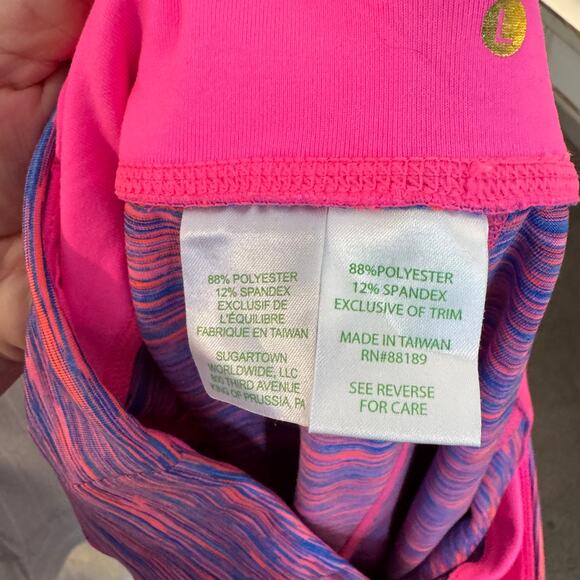 L
88% POLYESTER
12% SPANDEX
EXCLUSIF DE
L'ÉQUILIBRE
FABRIQUE EN TAIWAN
SUGARTOWN
WORLDWIDE, LLC
800 THIRD AVENUE
KING OF PRUSSIA, PA
88%POLYESTER
12% SPANDEX
EXCLUSIVE OF TRIM
MADE IN TAIWAN
RN#88189
SEE REVERSE
FOR CARE